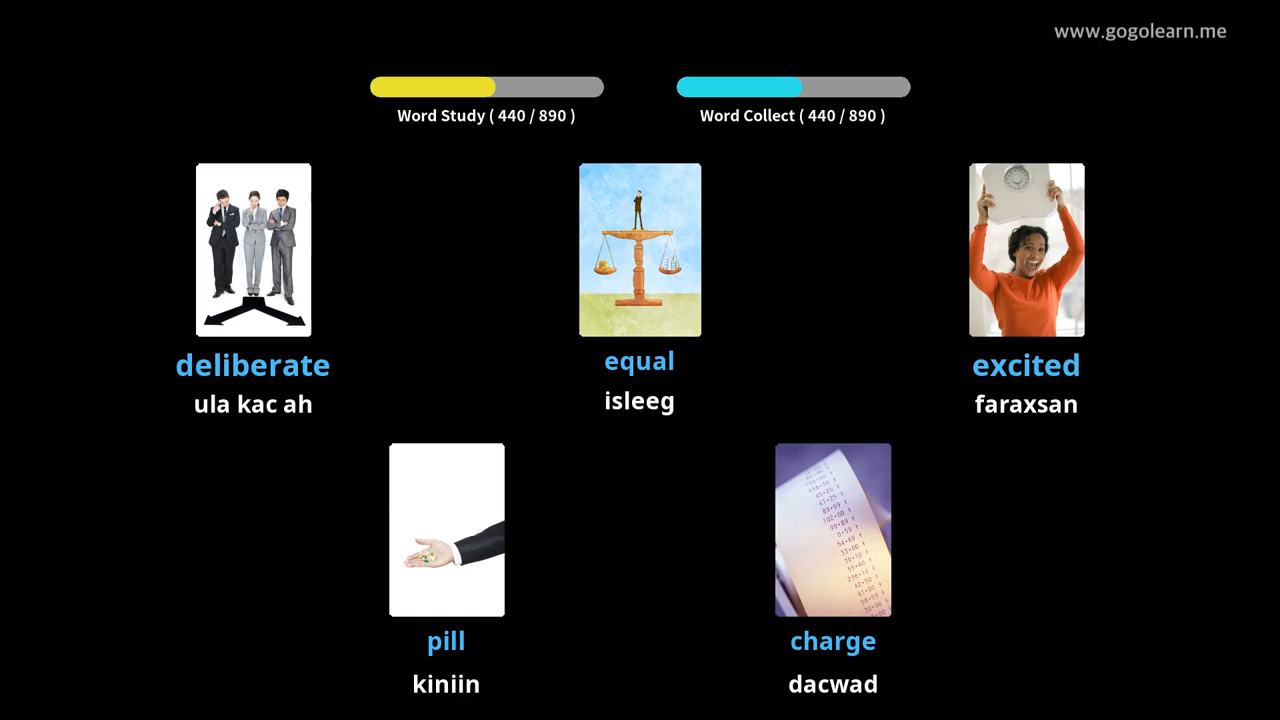 www.gogolearn.me
Word Study ( 440 / 890 )
Word Collect ( 440 / 890 )
deliberate
ula kac ah
equal
isleeg
excited
faraxsan
pill
kiniin
charge
dacwad